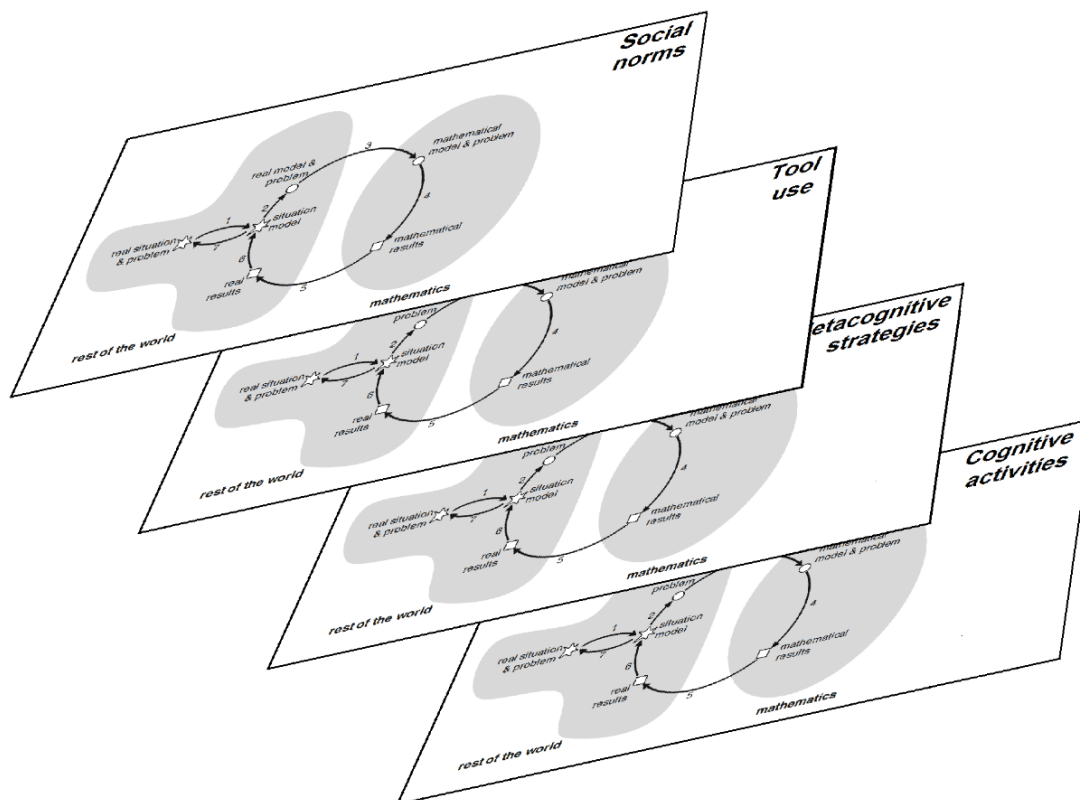 Social
norms
mathematical
model & problem
3
real model &
problem
4
2
situation
model
1
real situation
& problem
7
mathematical
results
6
real
results
5
mathematics
rest of the world
Tool
use
mathematical
model & problem
problem
4
2
situation
model
1
real situation
& problem
7
mathematical
results
6
real
results
5
mathematics
rest of the world
etacognitive
strategies
mathematical
model & problem
problem
4
2
situation
model
1
real situation
& problem
7
mathematical
results
6
real
results
5
mathematics
rest of the world
Cognitive
activities
mathematical
model & problem
problem
4
2
situation
model
1
real situation
& problem
7
mathematical
results
6
real
results
5
mathematics
rest of the world